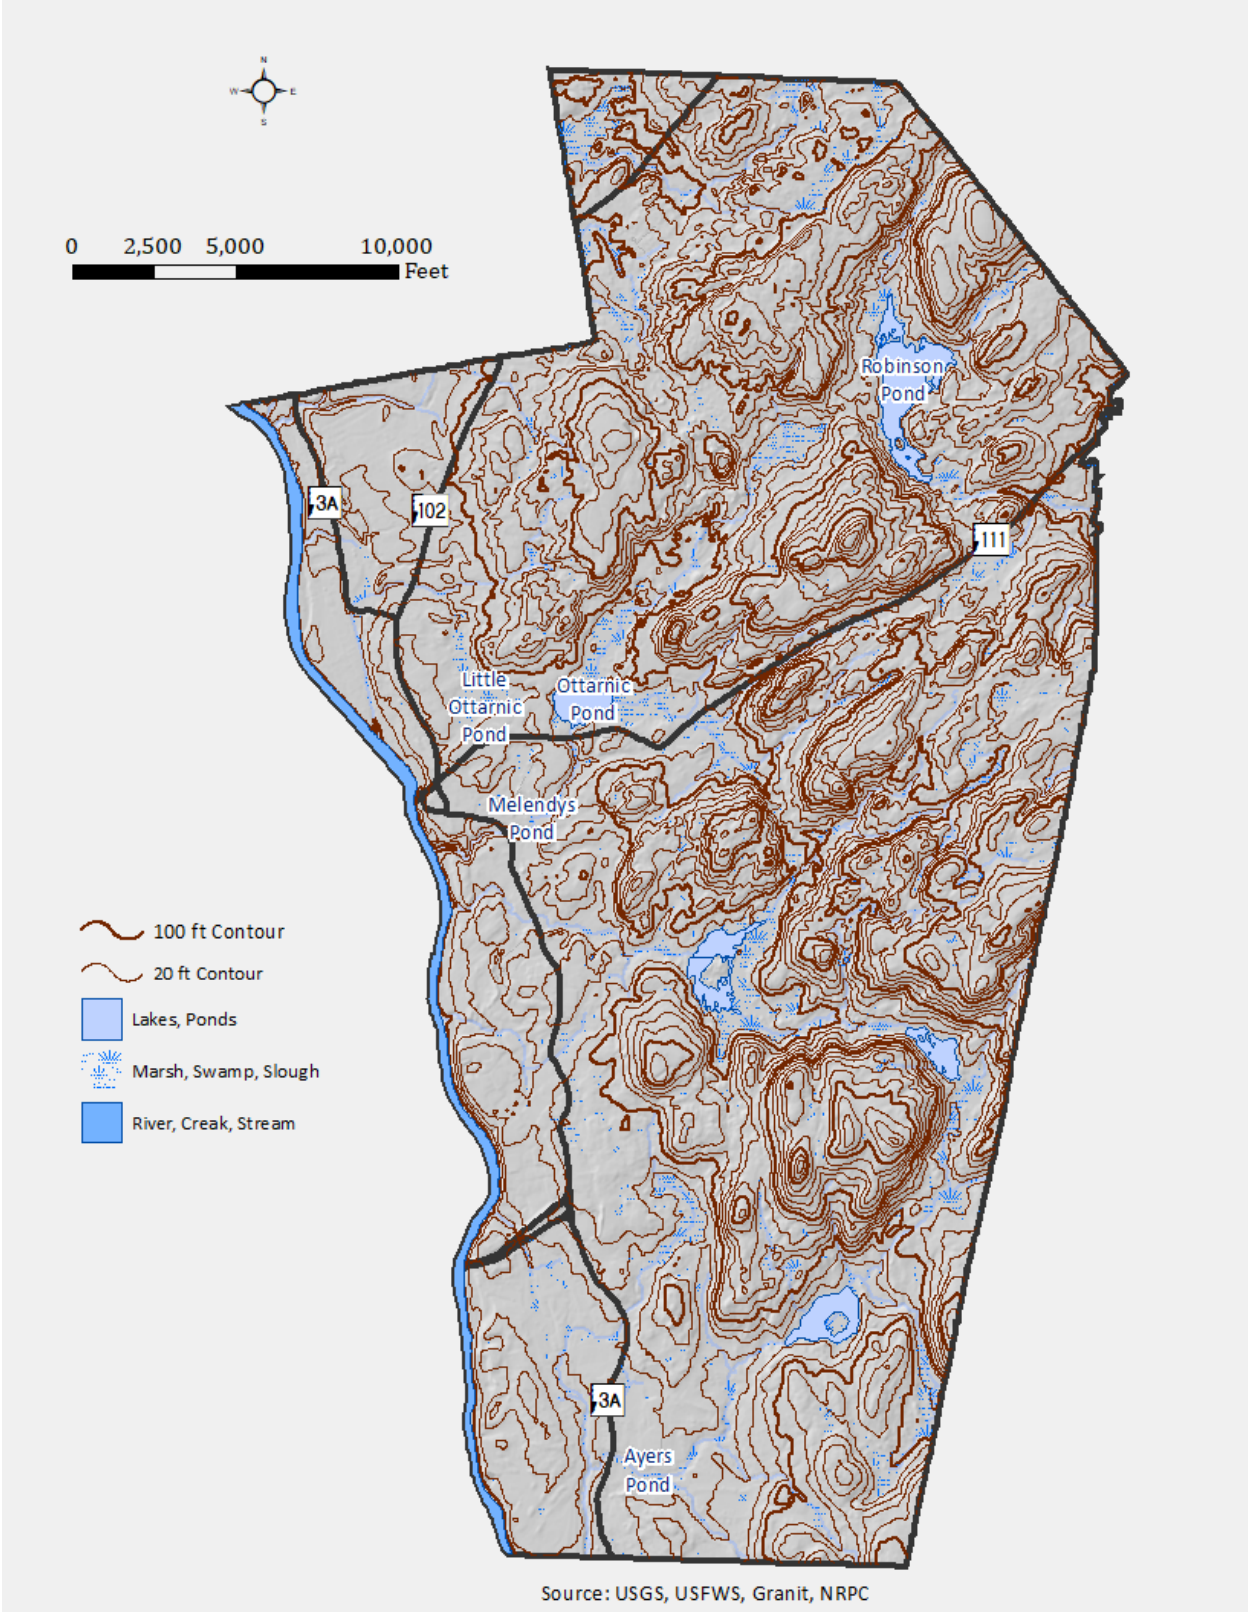 N
W E
S
0 2,500 5,000 10,000
Feet
Robinson
Pond
3A
102
111
Little
Ottarnic
Pond
Ottarnic
Pond
Melendys
Pond
100 ft Contour
20 ft Contour
Lakes, Ponds
Marsh, Swamp, Slough
River, Creak, Stream
3A
Ayers
Pond
Source: USGS, USFWS, Granit, NRPC